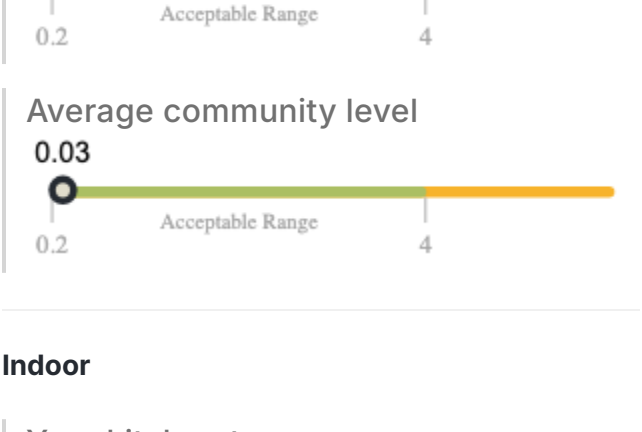 Acceptable Range
0.2 4
Average community level
0.03
Acceptable Range
0.2 4
Indoor